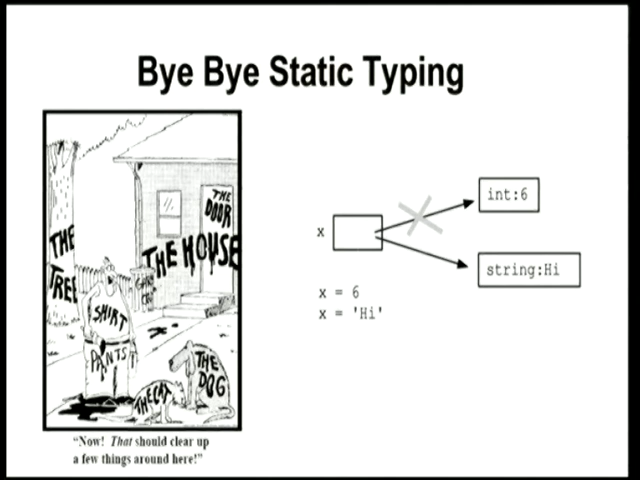 Bye Bye Static Typing
THE
DOOR
THE
TREE
THE HOUSE
SHIRT
PANTS
THE CAT
THE
DOG
"Now! That should clear up
a few things around here!"
x
int:6
string:Hi
x = 6
x = 'Hi'